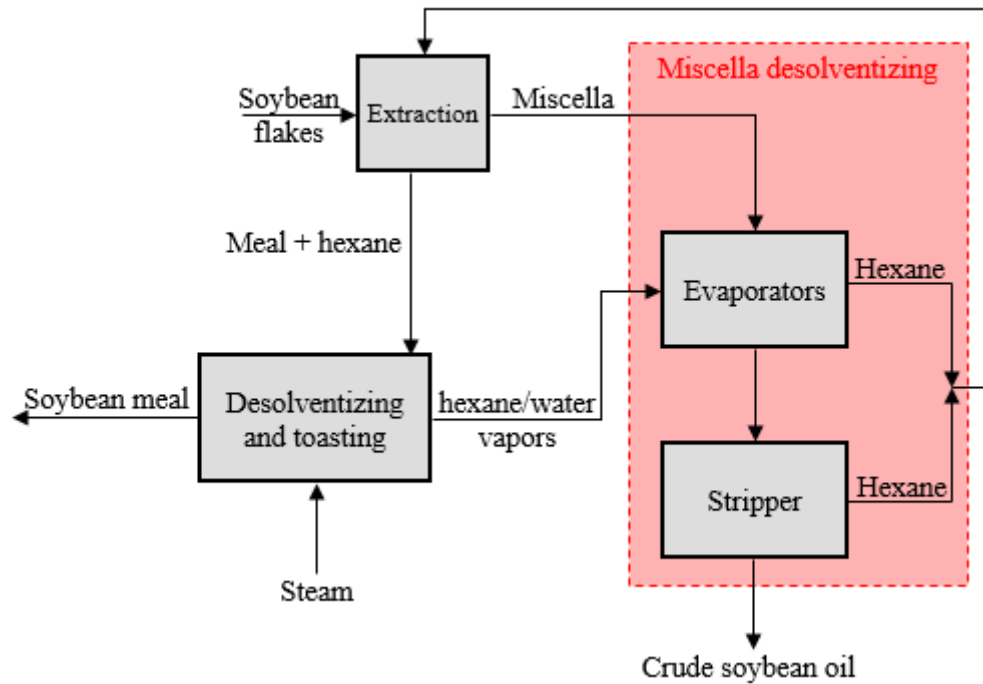 Miscella desolventizing
Soybean
flakes
Extraction
Miscella
Meal + hexane
Evaporators
Hexane
Soybean meal
Desolventizing
and toasting
hexane/water
vapors
Stripper
Hexane
Steam
Crude soybean oil